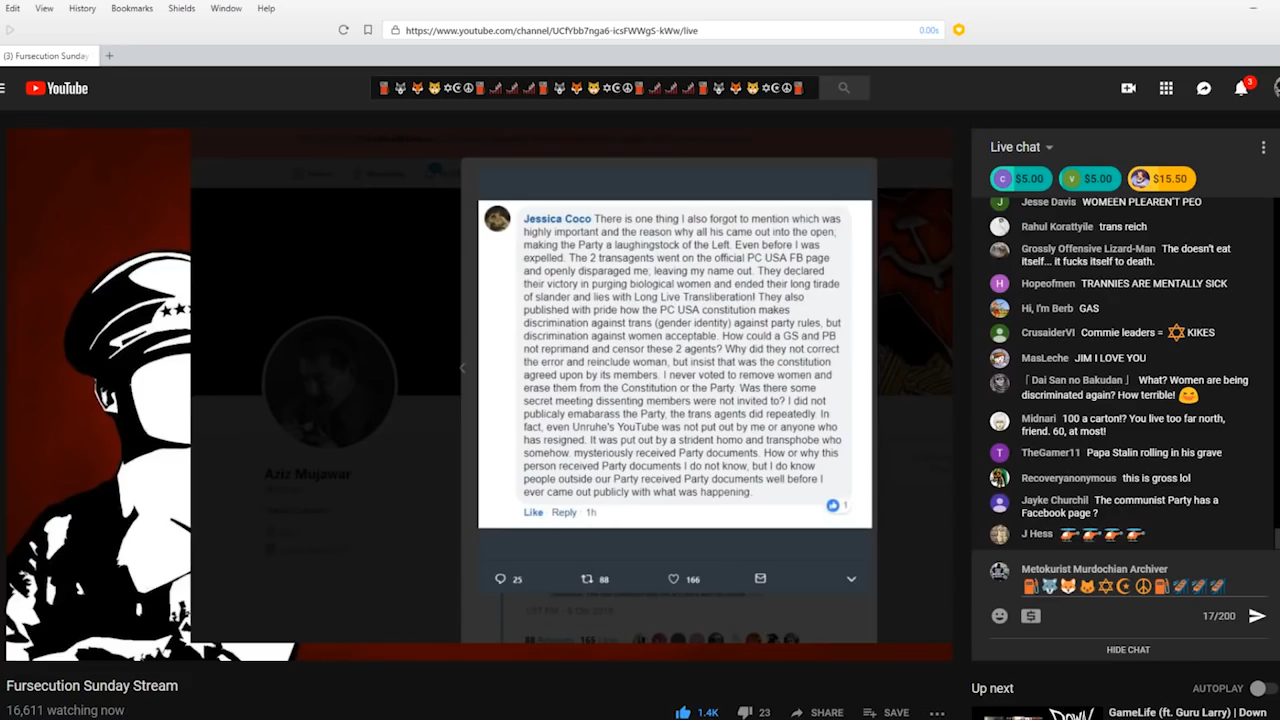 Edit View History Bookmarks Shields Window Help
https://www.youtube.com/channel/UCfYbb7nga6-icsFWWgS-kWw/live
0.00s
(3) Fursecution Sunday
YouTube
3
Jessica Coco There is one thing I also forgot to mention which was
highly important and the reason why all his came out into the open;
making the Party a laughingstock of the Left. Even before I was
expelled. The 2 transagents went on the official PC USA FB page
and openly disparaged me, leaving my name out. They declared
their victory in purging biological women and ended their long tirade
of slander and lies with Long Live Transliberation! They also
published with pride how the PC USA constitution makes
discrimination against trans (gender identity) against party rules, but
discrimination against women acceptable. How could a GS and PB
not reprimand and censor these 2 agents? Why did they not correct
the error and reinclude woman, but insist that was the constitution
agreed upon by its members. I never voted to remove women and
erase them from the Constitution or the Party. Was there some
secret meeting dissenting members were not invited to? I did not
publicaly emabarass the Party, the trans agents did repeatedly. In
fact, even Unruhe's YouTube was not put out by me or anyone who
has resigned. It was put out by a strident homo and transphobe who
somehow. mysteriously received Party documents. How or why this
person received Party documents I do not know, but I do know
people outside our Party received Party documents well before I
ever came out publicly with what was happening.
Like Reply 1h
1
Aziz Mujawar
25 88 166
Live chat
C $5.00 V $5.00 $15.50
Jesse Davis WOMEEN PLEAREN'T PEO
Rahul Korattyile trans reich
Grossly Offensive Lizard-Man The doesn't eat
itself... it fucks itself to death.
Hopeofmen TRANNIES ARE MENTALLY SICK
Hi, I'm Berb GAS
CrusaiderVI Commie leaders = ✡ KIKES
MasLeche JIM I LOVE YOU
「 Dai San no Bakudan 」 What? Women are being
discriminated again? How terrible!
Midnari 100 a carton!? You live too far north,
friend. 60, at most!
TheGamer11 Papa Stalin rolling in his grave
Recoveryanonymous this is gross lol
Jayke Churchil The communist Party has a
Facebook page ?
J Hess
Metokurist Murdochian Archiver
17/200
HIDE CHAT
Fursecution Sunday Stream
16,611 watching now
1.4K 23 SHARE SAVE
Up next AUTOPLAY
GameLife (ft. Guru Larry) | Down